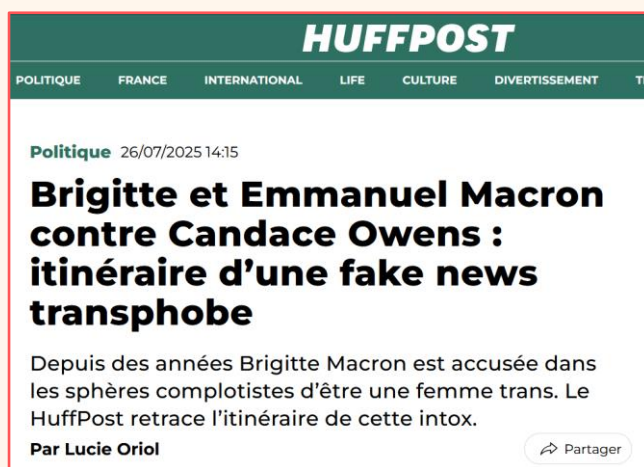 HUFFPOST
POLITIQUE FRANCE INTERNATIONAL LIFE CULTURE DIVERTISSEMENT
Politique 26/07/2025 14:15
Brigitte et Emmanuel Macron
contre Candace Owens :
itinéraire d’une fake news
transphobe
Depuis des années Brigitte Macron est accusée dans
les sphères complotistes d’être une femme trans. Le
HuffPost retrace l’itinéraire de cette intox.
Par Lucie Oriol
Partager